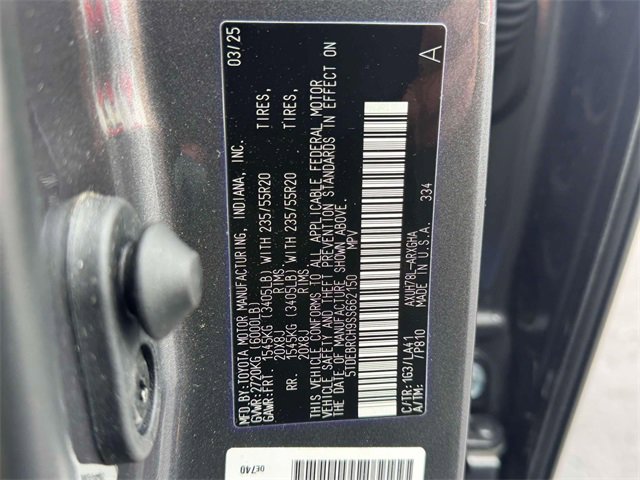 MFD.BY:TOYOTA MOTOR MANUFACTURING, INDIANA, INC. 03/25
GVWR:2720KG (6000LB)
GAWR:FRT. 1545KG (3405LB) WITH 235/55R20 TIRES,
20X8J RIMS.
RR. 1545KG (3405LB) WITH 235/55R20 TIRES,
20X8J RIMS.
THIS VEHICLE CONFORMS TO ALL APPLICABLE FEDERAL MOTOR
VEHICLE SAFETY AND THEFT PREVENTION STANDARDS IN EFFECT ON
THE DATE OF MANUFACTURE SHOWN ABOVE.
5TDEBRCH9SS662150 MPV
C/TR:1G3/LA41 AXUH78L-ARXGHA
A/TM: /P810 MADE IN U.S.A. 334
A
0E740